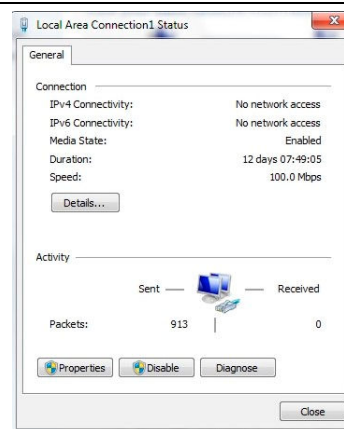 Local Area Connection1 Status
General
Connection
IPv4 Connectivity: No network access
IPv6 Connectivity: No network access
Media State: Enabled
Duration: 12 days 07:49:05
Speed: 100.0 Mbps
Details...
Activity
Sent Received
Packets: 913 0
Properties Disable Diagnose
Close